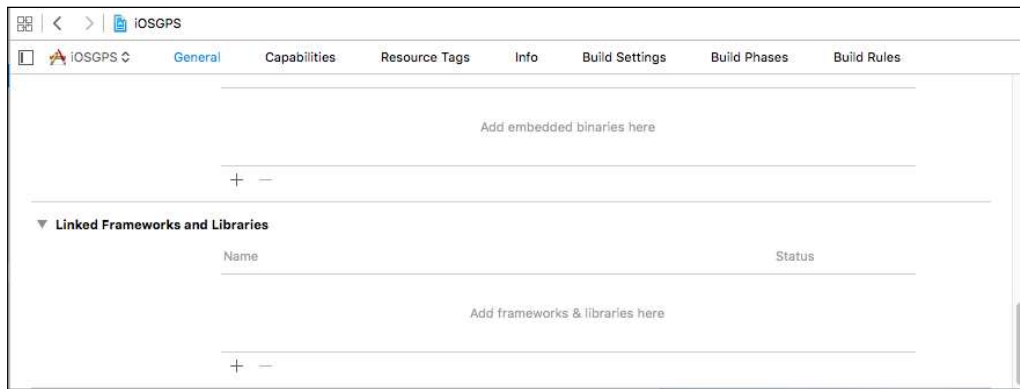 iOSGPS
iOSGPS General Capabilities Resource Tags Info Build Settings Build Phases Build Rules
Add embedded binaries here
Linked Frameworks and Libraries
Name Status
Add frameworks & libraries here